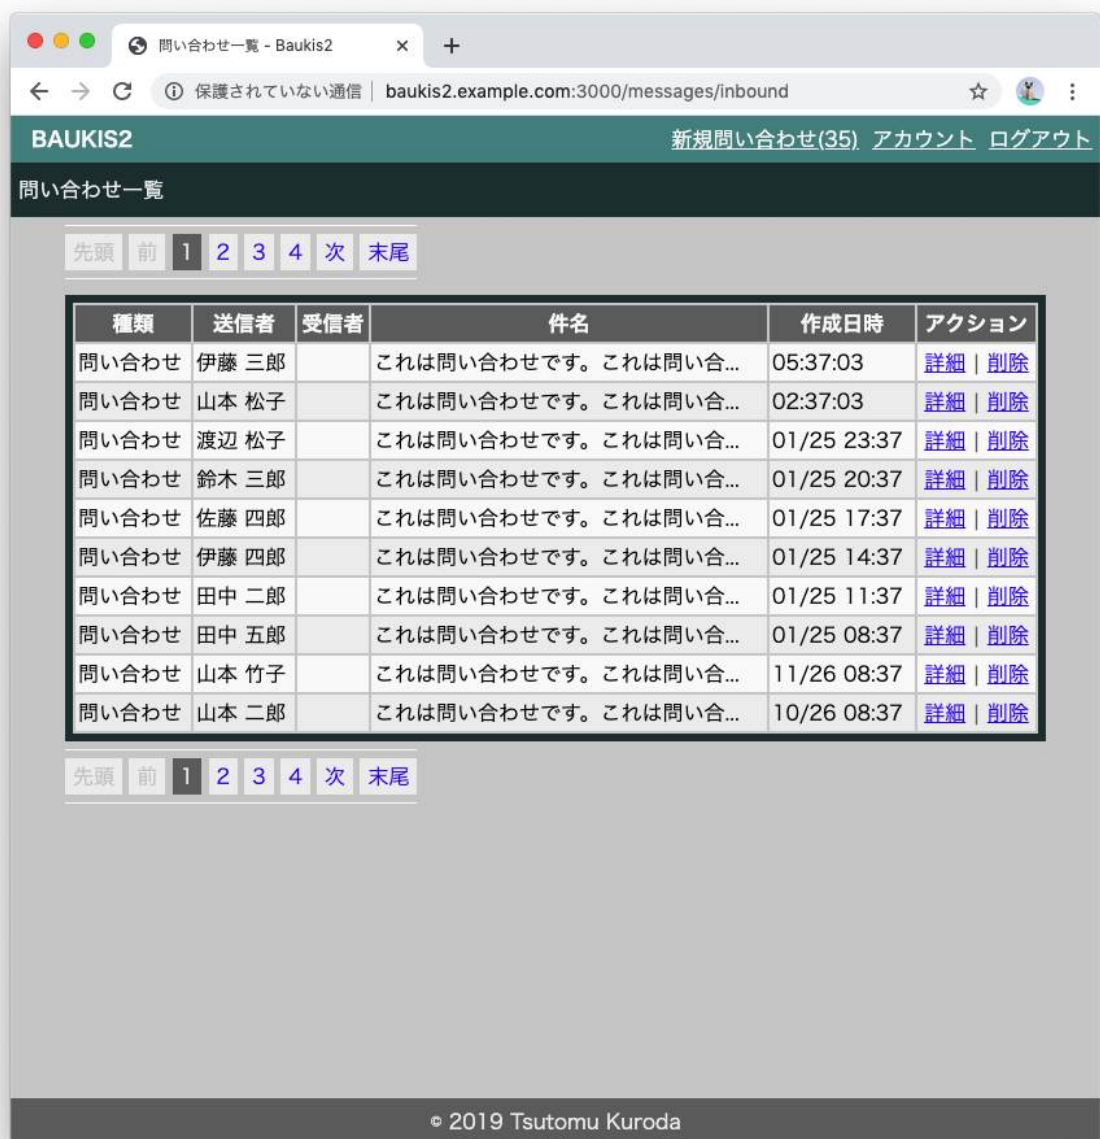 問い合わせ一覧 - Baukis2
保護されていない通信 | baukis2.example.com:3000/messages/inbound
BAUKIS2 新規問い合わせ(35) アカウント ログアウト
問い合わせ一覧
先頭 前 1 2 3 4 次 末尾
種類 送信者 受信者 件名 作成日時 アクション
問い合わせ 伊藤 三郎 これは問い合わせです。これは問い合... 05:37:03 詳細 | 削除
問い合わせ 山本 松子 これは問い合わせです。これは問い合... 02:37:03 詳細 | 削除
問い合わせ 渡辺 松子 これは問い合わせです。これは問い合... 01/25 23:37 詳細 | 削除
問い合わせ 鈴木 三郎 これは問い合わせです。これは問い合... 01/25 20:37 詳細 | 削除
問い合わせ 佐藤 四郎 これは問い合わせです。これは問い合... 01/25 17:37 詳細 | 削除
問い合わせ 伊藤 四郎 これは問い合わせです。これは問い合... 01/25 14:37 詳細 | 削除
問い合わせ 田中 二郎 これは問い合わせです。これは問い合... 01/25 11:37 詳細 | 削除
問い合わせ 田中 五郎 これは問い合わせです。これは問い合... 01/25 08:37 詳細 | 削除
問い合わせ 山本 竹子 これは問い合わせです。これは問い合... 11/26 08:37 詳細 | 削除
問い合わせ 山本 二郎 これは問い合わせです。これは問い合... 10/26 08:37 詳細 | 削除
先頭 前 1 2 3 4 次 末尾
© 2019 Tsutomu Kuroda